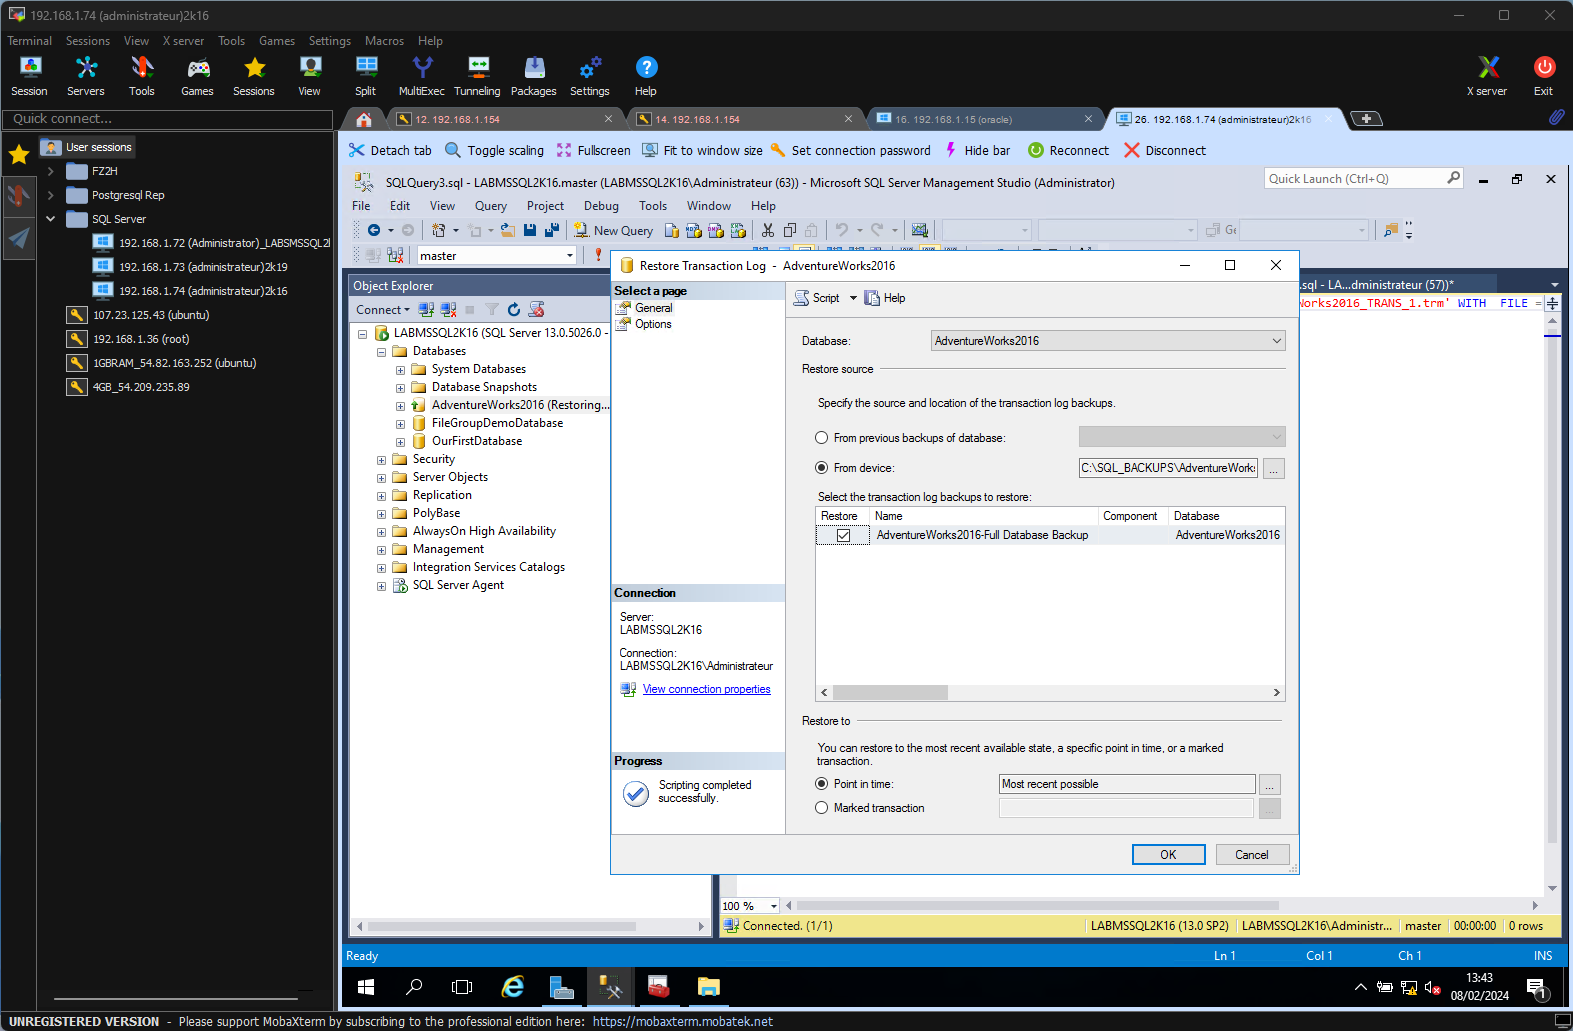 192.168.1.74 (administrateur)2k16
Terminal Sessions View X server Tools Games Settings Macros Help
Session Servers Tools Games Sessions View Split MultiExec Tunneling Packages Settings Help X server Exit
Quick connect...
12. 192.168.1.154
14. 192.168.1.154
16. 192.168.1.15 (oracle)
26. 192.168.1.74 (administrateur)2k16
User sessions
FZ2H
Postgresql Rep
SQL Server
192.168.1.72 (Administrator)_LABSMSSQL2
192.168.1.73 (administrateur)2k19
192.168.1.74 (administrateur)2k16
107.23.125.43 (ubuntu)
192.168.1.36 (root)
1GBRAM_54.82.163.252 (ubuntu)
4GB_54.209.235.89
Detach tab Toggle scaling Fullscreen Fit to window size Set connection password Hide bar Reconnect Disconnect
SQLQuery3.sql - LABMSSQL2K16.master (LABMSSQL2K16\Administrateur (63)) - Microsoft SQL Server Management Studio (Administrator)
Quick Launch (Ctrl+Q)
File Edit View Query Project Debug Tools Window Help
New Query
MDX DMX
Ge
master
Object Explorer
Connect
LABMSSQL2K16 (SQL Server 13.0.5026.0 -
Databases
System Databases
Database Snapshots
AdventureWorks2016 (Restoring...
FileGroupDemoDatabase
OurFirstDatabase
Security
Server Objects
Replication
PolyBase
AlwaysOn High Availability
Management
Integration Services Catalogs
SQL Server Agent
Restore Transaction Log - AdventureWorks2016
Select a page
General
Options
Script Help
Database: AdventureWorks2016
Restore source
Specify the source and location of the transaction log backups.
From previous backups of database:
From device: C:\SQL_BACKUPS\AdventureWorks ...
Select the transaction log backups to restore:
Restore Name Component Database
AdventureWorks2016-Full Database Backup AdventureWorks2016
Connection
Server:
LABMSSQL2K16
Connection:
LABMSSQL2K16\Administrateur
View connection properties
Restore to
You can restore to the most recent available state, a specific point in time, or a marked
transaction.
Point in time: Most recent possible ...
Marked transaction ...
Progress
Scripting completed
successfully.
OK Cancel
.sql - LA...dministrateur (57))*
Works2016_TRANS_1.trm' WITH FILE =
100 %
Connected. (1/1)
LABMSSQL2K16 (13.0 SP2) LABMSSQL2K16\Administr... master 00:00:00 0 rows
Ready Ln 1 Col 1 Ch 1 INS
13:43
08/02/2024
1
UNREGISTERED VERSION - Please support MobaXterm by subscribing to the professional edition here: https://mobaxterm.mobatek.net